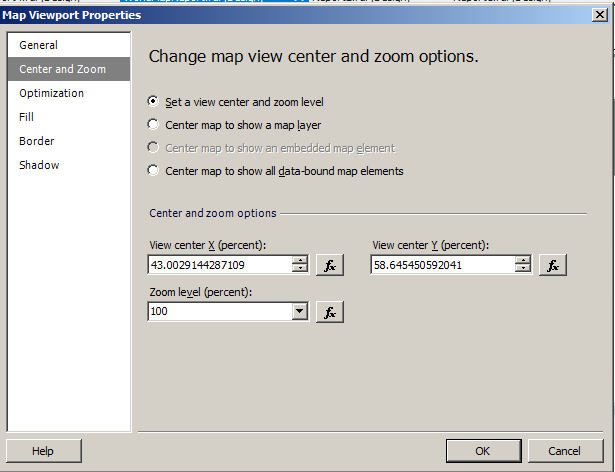 Map Viewport Properties
General
Center and Zoom
Optimization
Fill
Border
Shadow
Change map view center and zoom options.
Set a view center and zoom level
Center map to show a map layer
Center map to show an embedded map element
Center map to show all data-bound map elements
Center and zoom options
View center X (percent):
View center Y (percent):
43.0029144287109
fx
58.645450592041
fx
Zoom level (percent):
100
fx
Help
OK
Cancel